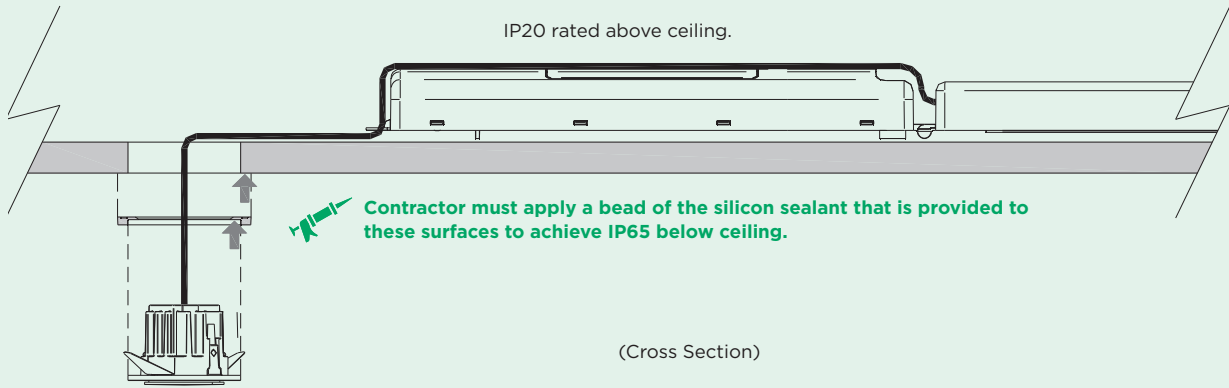 IP20 rated above ceiling.
Contractor must apply a bead of the silicon sealant that is provided to
these surfaces to achieve IP65 below ceiling.
(Cross Section)